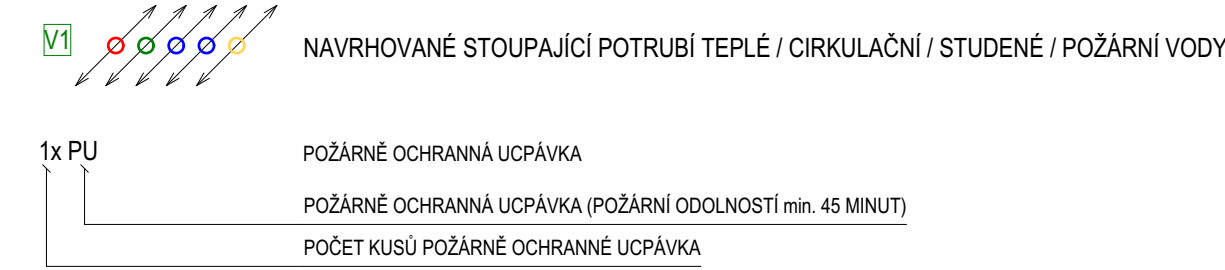 V1 NAVRHOVANÉ STOUPAJÍCÍ POTRUBÍ TEPLÉ / CIRKULAČNÍ / STUDENÉ / POŽÁRNÍ VODY
1x PU POŽÁRNĚ OCHRANNÁ UCPÁVKA
POŽÁRNĚ OCHRANNÁ UCPÁVKA (POŽÁRNÍ ODOLNOSTÍ min. 45 MINUT)
POČET KUSŮ POŽÁRNĚ OCHRANNÉ UCPÁVKA